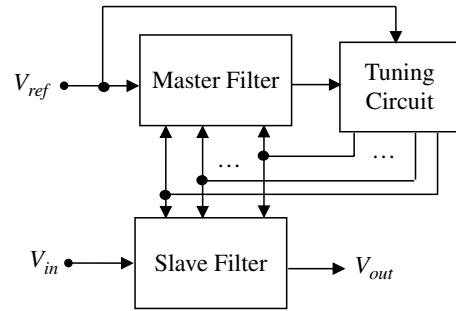 V_ref
Master Filter
Tuning
Circuit
...
...
V_in
Slave Filter
V_out